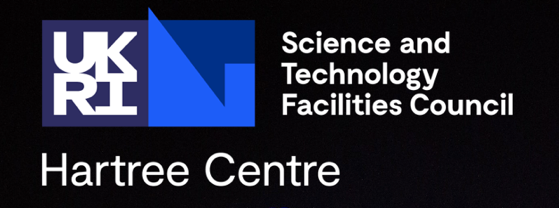 UK
RI
Science and
Technology
Facilities Council
Hartree Centre